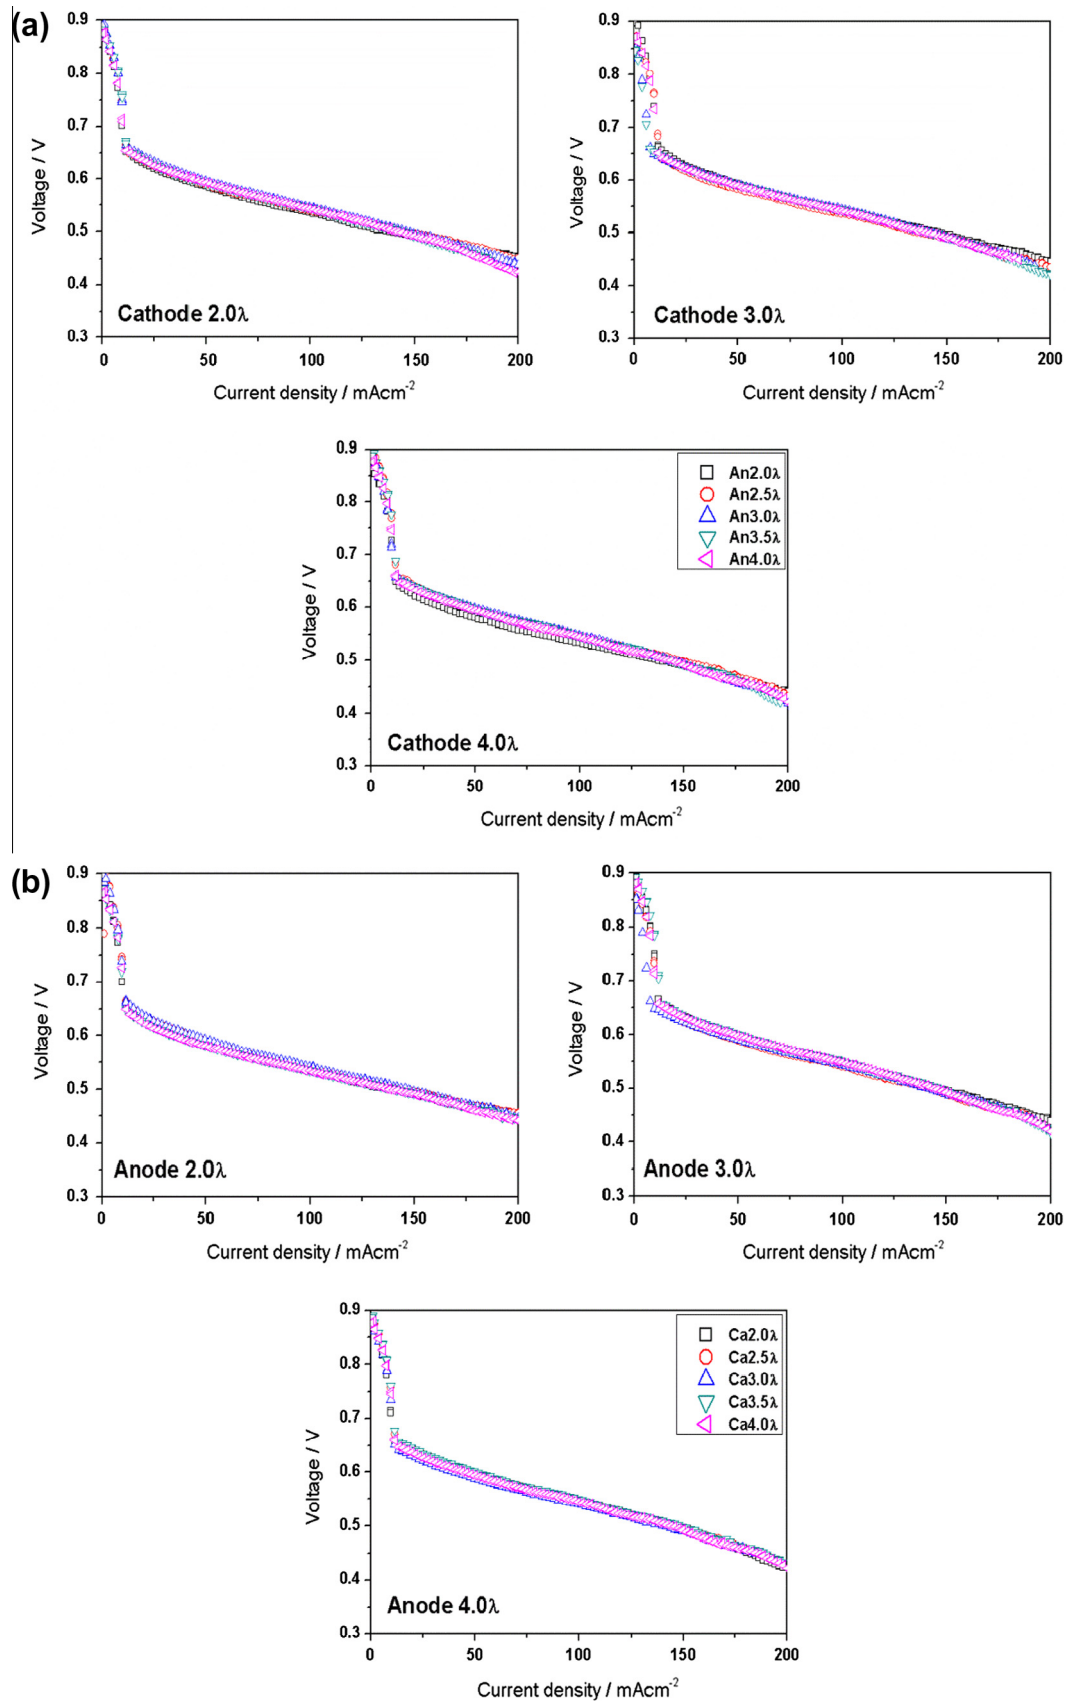 (a)
0.9
0.8
0.7
0.6
0.5
0.4
0.3
Voltage / V
Cathode 2.0λ
0 50 100 150 200
Current density / mAcm-2
0.9
0.8
0.7
0.6
0.5
0.4
0.3
Voltage / V
Cathode 3.0λ
0 50 100 150 200
Current density / mAcm-2
0.9
0.8
0.7
0.6
0.5
0.4
0.3
Voltage / V
An2.0λ
An2.5λ
An3.0λ
An3.5λ
An4.0λ
Cathode 4.0λ
0 50 100 150 200
Current density / mAcm-2
(b)
0.9
0.8
0.7
0.6
0.5
0.4
0.3
Voltage / V
Anode 2.0λ
0 50 100 150 200
Current density / mAcm-2
0.9
0.8
0.7
0.6
0.5
0.4
0.3
Voltage / V
Anode 3.0λ
0 50 100 150 200
Current density / mAcm-2
0.9
0.8
0.7
0.6
0.5
0.4
0.3
Voltage / V
Ca2.0λ
Ca2.5λ
Ca3.0λ
Ca3.5λ
Ca4.0λ
Anode 4.0λ
0 50 100 150 200
Current density / mAcm-2